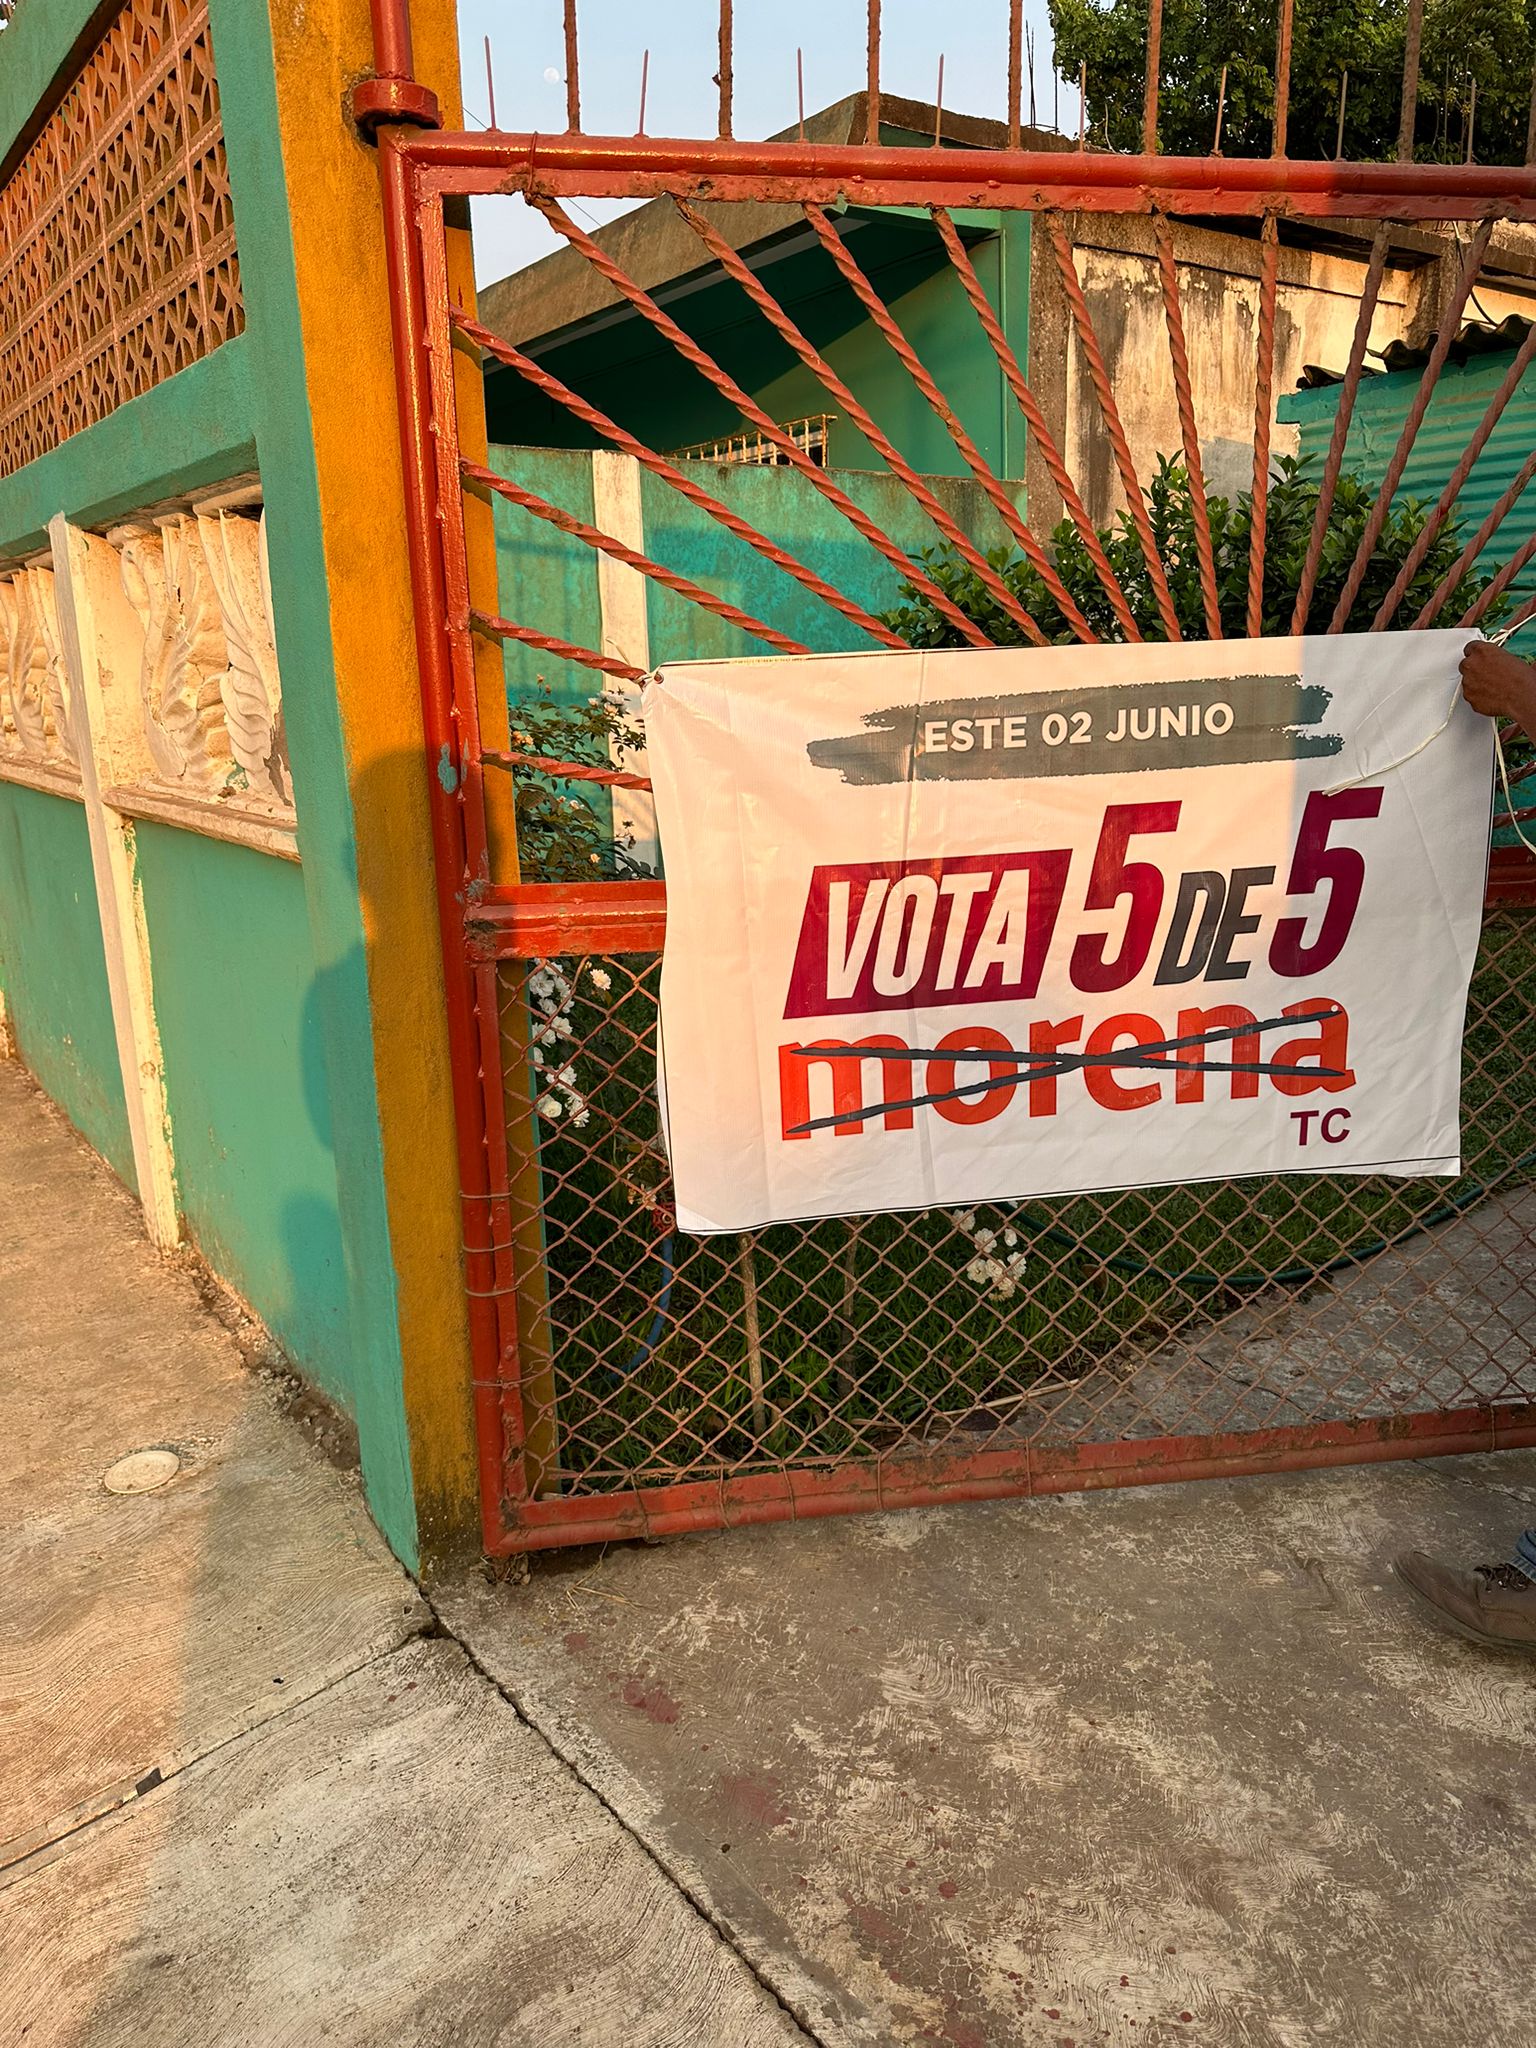 ESTE 02 JUNIO
VOTA 5 DE 5
morena
TC